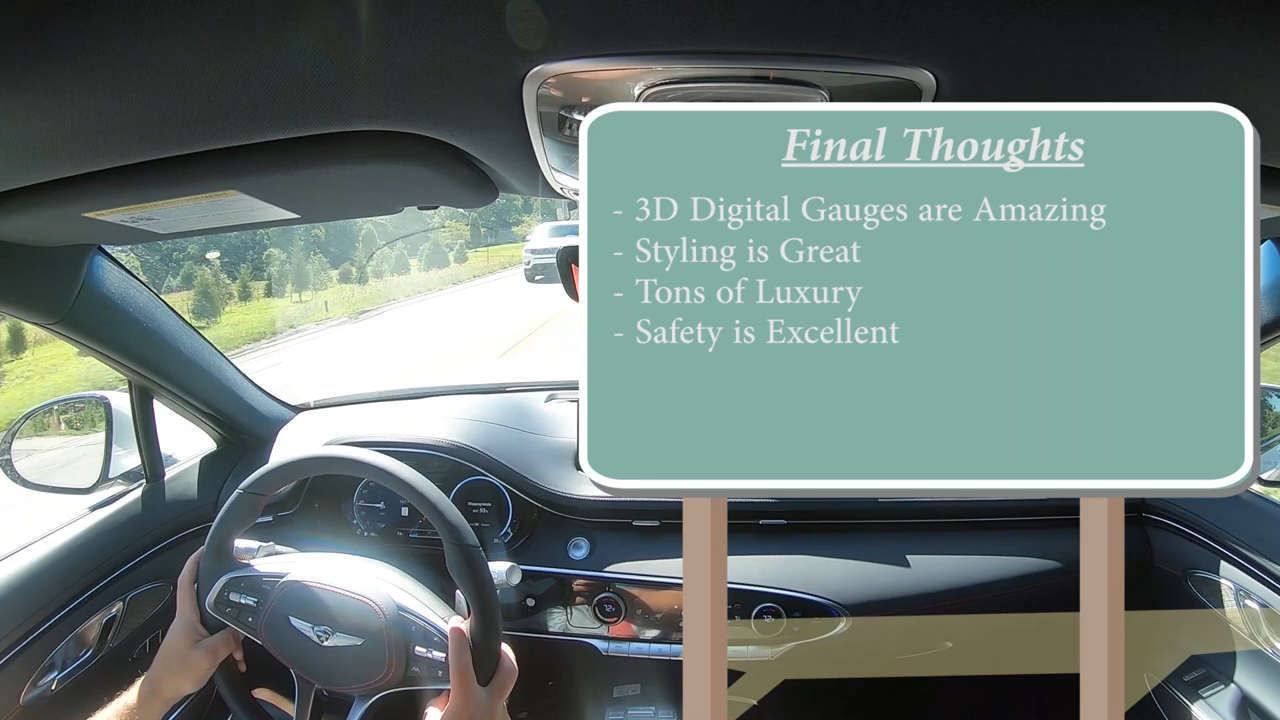 Final Thoughts
- 3D Digital Gauges are Amazing
- Styling is Great
- Tons of Luxury
- Safety is Excellent